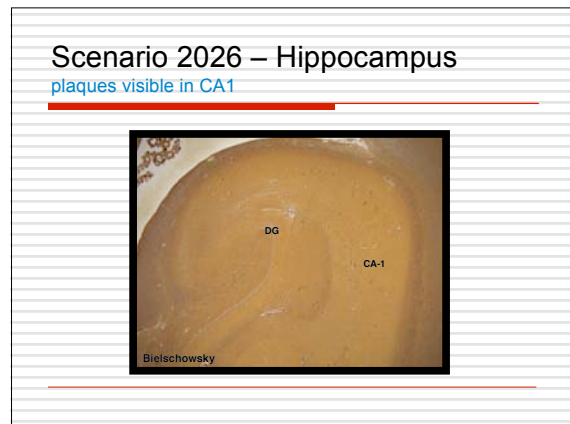 Scenario 2026 – Hippocampus
plaques visible in CA1
DG
CA-1
Bielschowsky